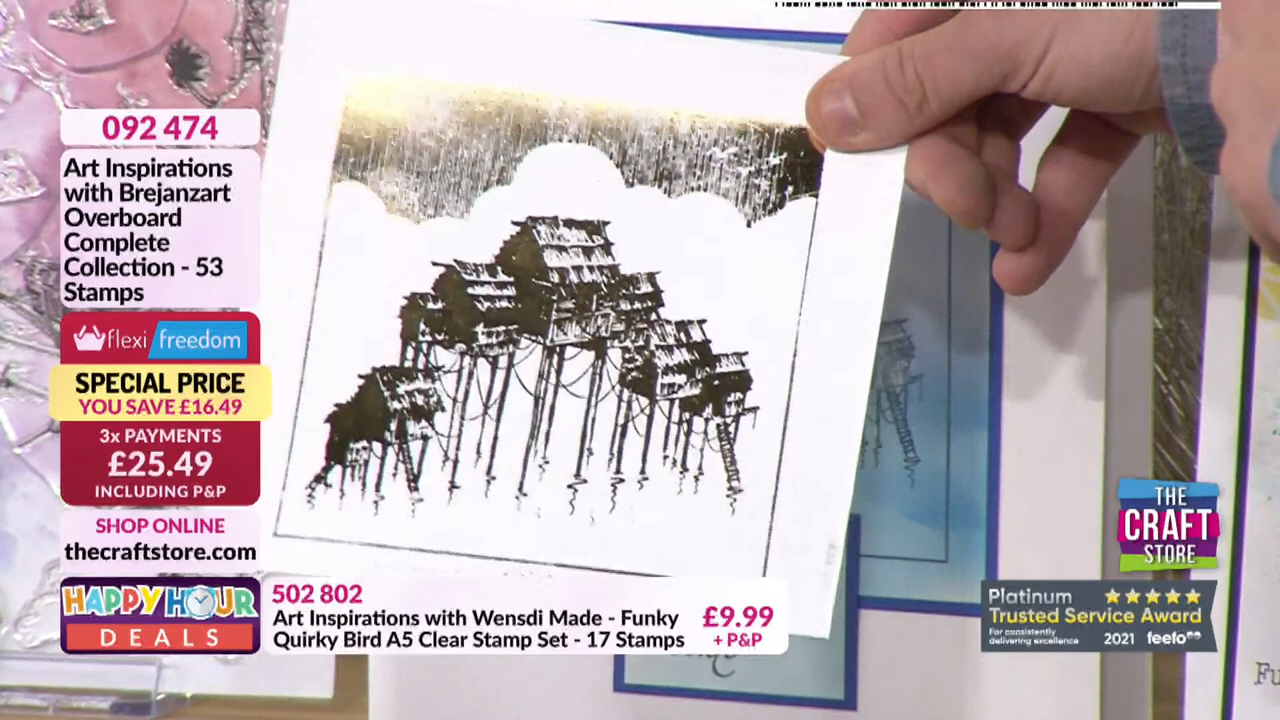 092 474
Art Inspirations
with Brejanzart
Overboard
Complete
Collection - 53
Stamps
flexi freedom
SPECIAL PRICE
YOU SAVE £16.49
3x PAYMENTS
£25.49
INCLUDING P&P
SHOP ONLINE
thecraftstore.com
HAPPY HOUR
DEALS
502 802
Art Inspirations with Wensdi Made - Funky
Quirky Bird A5 Clear Stamp Set - 17 Stamps
£9.99
+ P&P
THE
CRAFT
STORE
Platinum
Trusted Service Award
For consistently
delivering excellence
2021 feefo
Fu